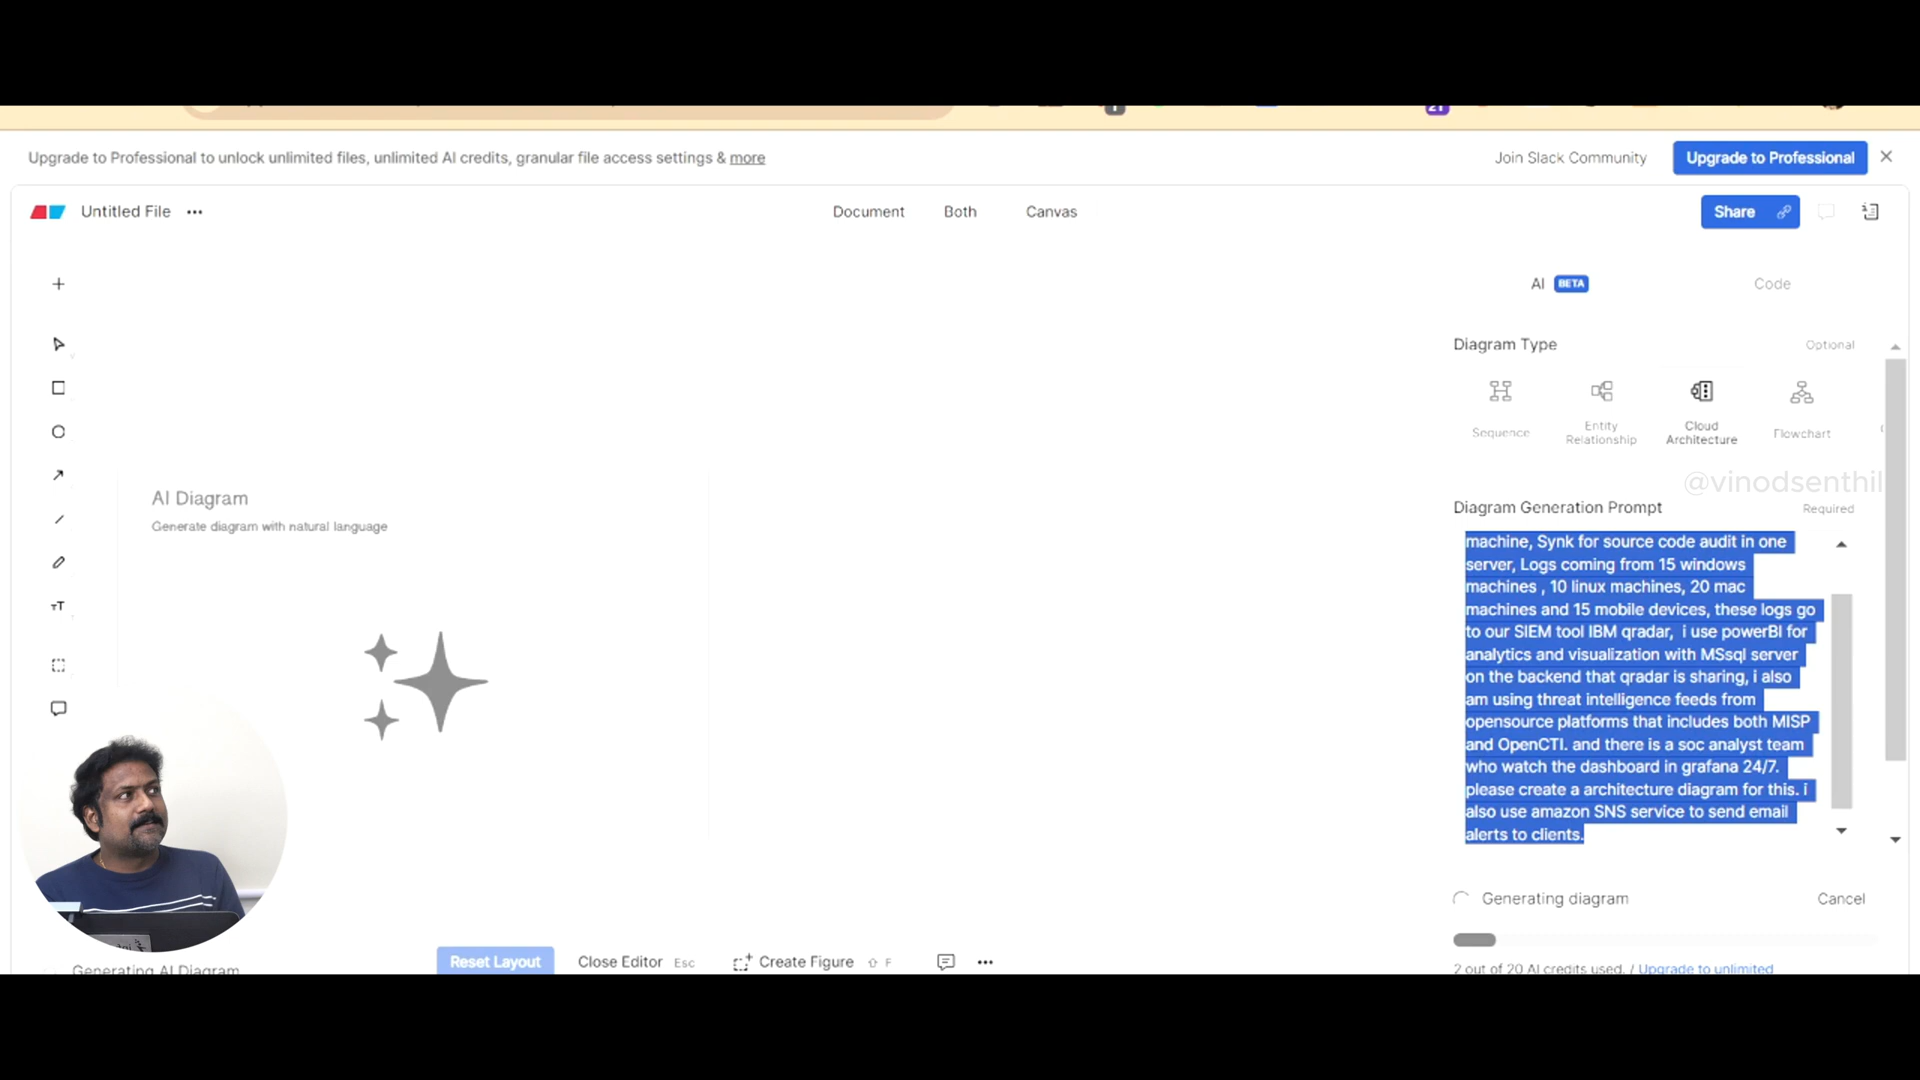 21
Upgrade to Professional to unlock unlimited files, unlimited AI credits, granular file access settings & more
Join Slack Community
Upgrade to Professional
Untitled File
Document
Both
Canvas
Share
AI BETA
Code
Diagram Type
Optional
Sequence
Entity
Relationship
Cloud
Architecture
Flowchart
@vinodsenthil
Diagram Generation Prompt
Required
machine, Synk for source code audit in one
server, Logs coming from 15 windows
machines , 10 linux machines, 20 mac
machines and 15 mobile devices, these logs go
to our SIEM tool IBM qradar, i use powerBI for
analytics and visualization with MSsql server
on the backend that qradar is sharing, i also
am using threat intelligence feeds from
opensource platforms that includes both MISP
and OpenCTI. and there is a soc analyst team
who watch the dashboard in grafana 24/7.
please create a architecture diagram for this. i
also use amazon SNS service to send email
alerts to clients.
AI Diagram
Generate diagram with natural language
Generating diagram
Cancel
2 out of 20 AI credits used. / Upgrade to unlimited
Generating AI Diagram
Reset Layout
Close Editor Esc
Create Figure ⇧ F